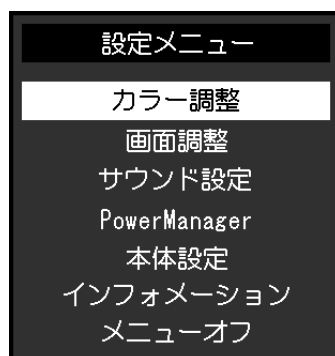 設定メニュー
カラー調整
画面調整
サウンド設定
PowerManager
本体設定
インフォメーション
メニューオフ